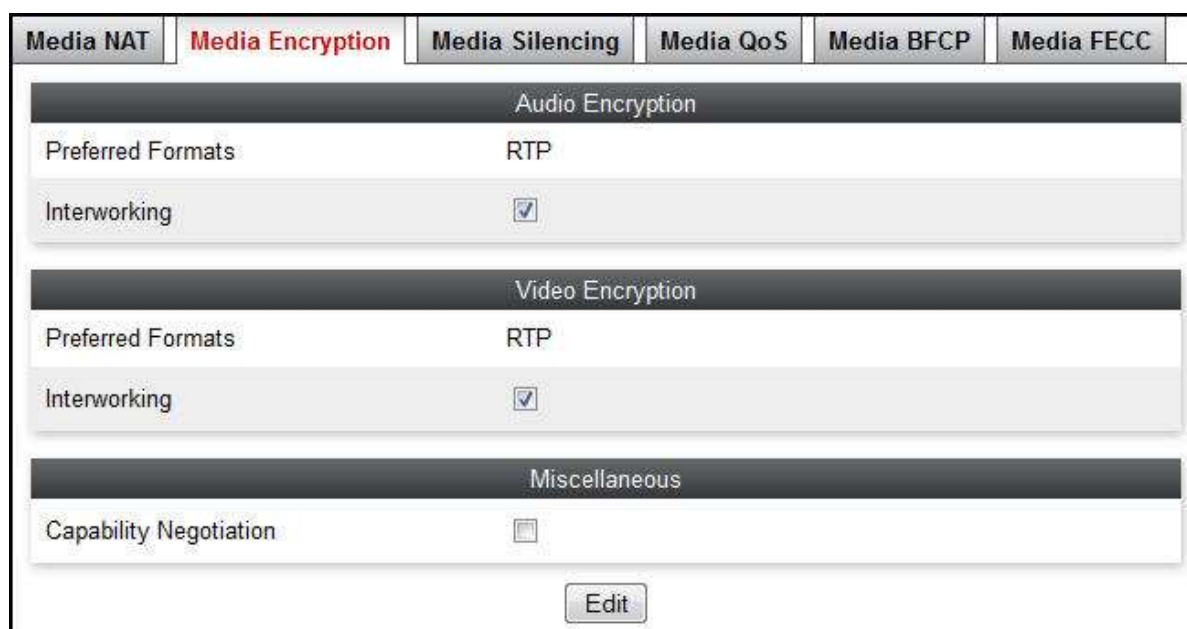 Media NAT Media Encryption Media Silencing Media QoS Media BFCP Media FECC
Audio Encryption
Preferred Formats RTP
Interworking
Video Encryption
Preferred Formats RTP
Interworking
Miscellaneous
Capability Negotiation
Edit